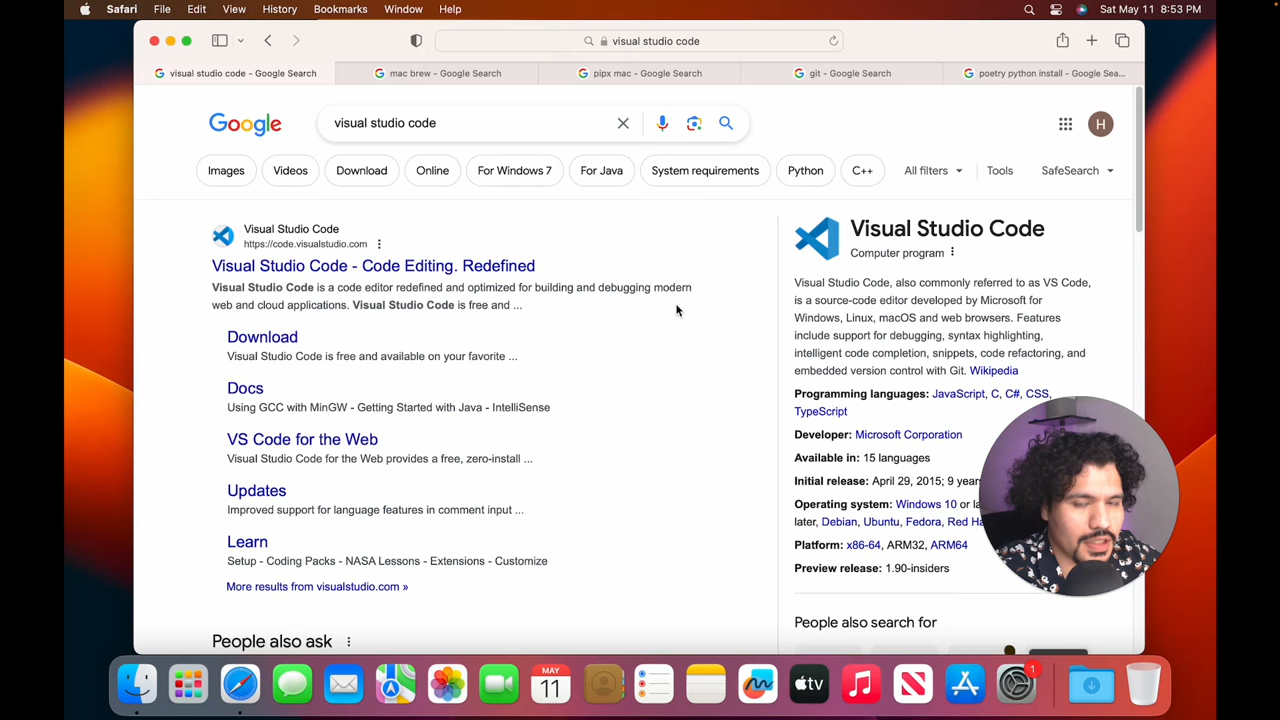 Safari File Edit View History Bookmarks Window Help Sat May 11 8:53 PM
visual studio code
visual studio code - Google Search mac brew - Google Search pipx mac - Google Search git - Google Search poetry python install - Google Sea...
Google visual studio code H
Images Videos Download Online For Windows 7 For Java System requirements Python C++ All filters Tools SafeSearch
Visual Studio Code
https://code.visualstudio.com
Visual Studio Code - Code Editing. Redefined
Visual Studio Code is a code editor redefined and optimized for building and debugging modern
web and cloud applications. Visual Studio Code is free and ...
Download
Visual Studio Code is free and available on your favorite ...
Docs
Using GCC with MinGW - Getting Started with Java - IntelliSense
VS Code for the Web
Visual Studio Code for the Web provides a free, zero-install ...
Updates
Improved support for language features in comment input ...
Learn
Setup - Coding Packs - NASA Lessons - Extensions - Customize
More results from visualstudio.com »
People also ask
Visual Studio Code
Computer program
Visual Studio Code, also commonly referred to as VS Code,
is a source-code editor developed by Microsoft for
Windows, Linux, macOS and web browsers. Features
include support for debugging, syntax highlighting,
intelligent code completion, snippets, code refactoring, and
embedded version control with Git. Wikipedia
Programming languages: JavaScript, C, C#, CSS,
TypeScript
Developer: Microsoft Corporation
Available in: 15 languages
Initial release: April 29, 2015; 9 years
Operating system: Windows 10 or
later, Debian, Ubuntu, Fedora, Red
Platform: x86-64, ARM32, ARM64
Preview release: 1.90-insiders
People also search for
MAY
11
tv
1